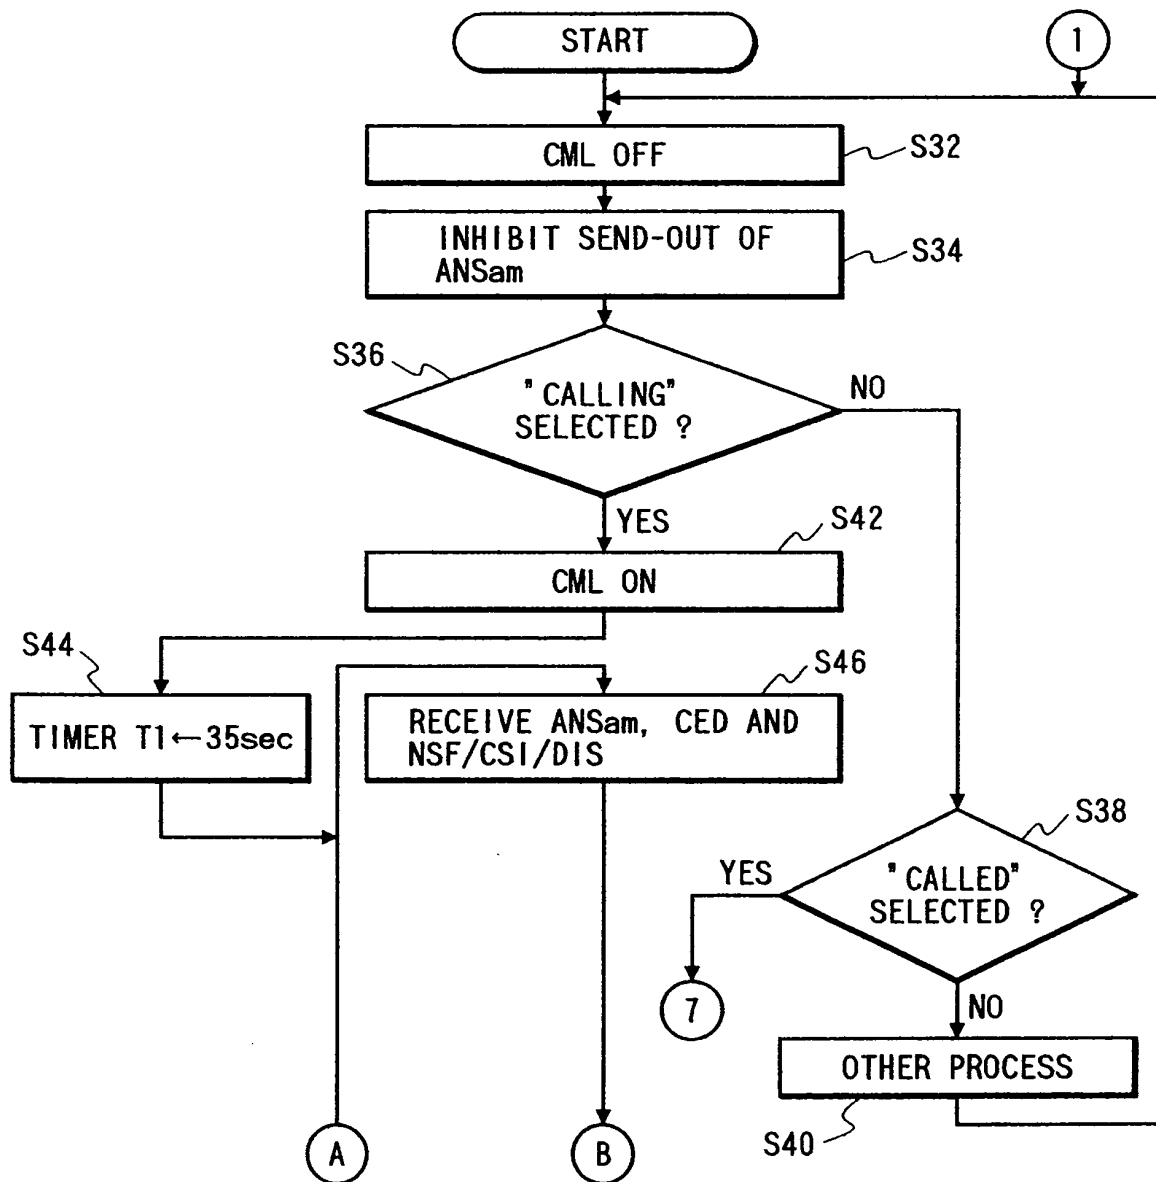 START
1
CML OFF
S32
INHIBIT SEND-OUT OF
ANSam
S34
S36
"CALLING"
SELECTED ?
NO
YES
S42
CML ON
S44
TIMER T1←35sec
S46
RECEIVE ANSam, CED AND
NSF/CSI/DIS
S38
YES
"CALLED"
SELECTED ?
7
NO
OTHER PROCESS
S40
A
B